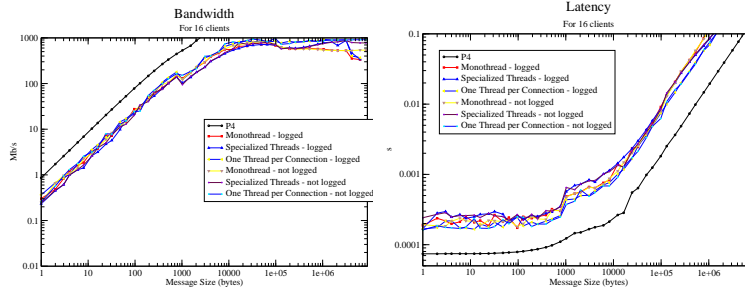 Bandwidth
For 16 clients
1000
100
10
1
0.1
0.01
Mb/s
P4
Monothread - logged
Specialized Threads - logged
One Thread per Connection - logged
Monothread - not logged
Specialized Threads - not logged
One Thread per Connection - not logged
1
10
100
1000
10000
1e+05
1e+06
Message Size (bytes)
Latency
For 16 clients
0.1
0.01
0.001
0.0001
s
P4
Monothread - logged
Specialized Threads - logged
One Thread per Connection - logged
Monothread - not logged
Specialized Threads - not logged
One Thread per Connection - not logged
1
10
100
1000
10000
1e+05
1e+06
Message Size (bytes)